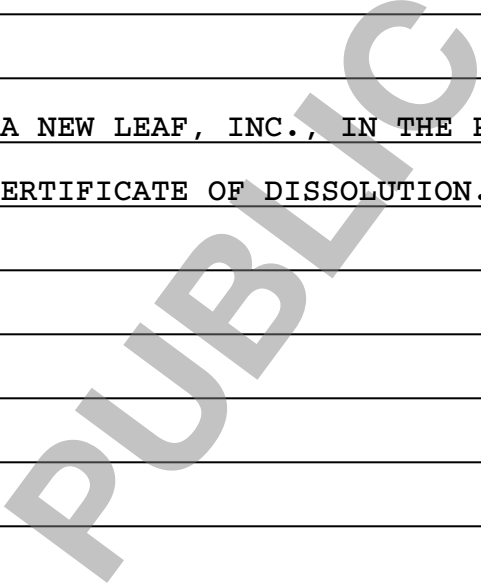 A NEW LEAF, INC., IN THE
ERTIFICATE OF DISSOLUTION.
PUBLIC